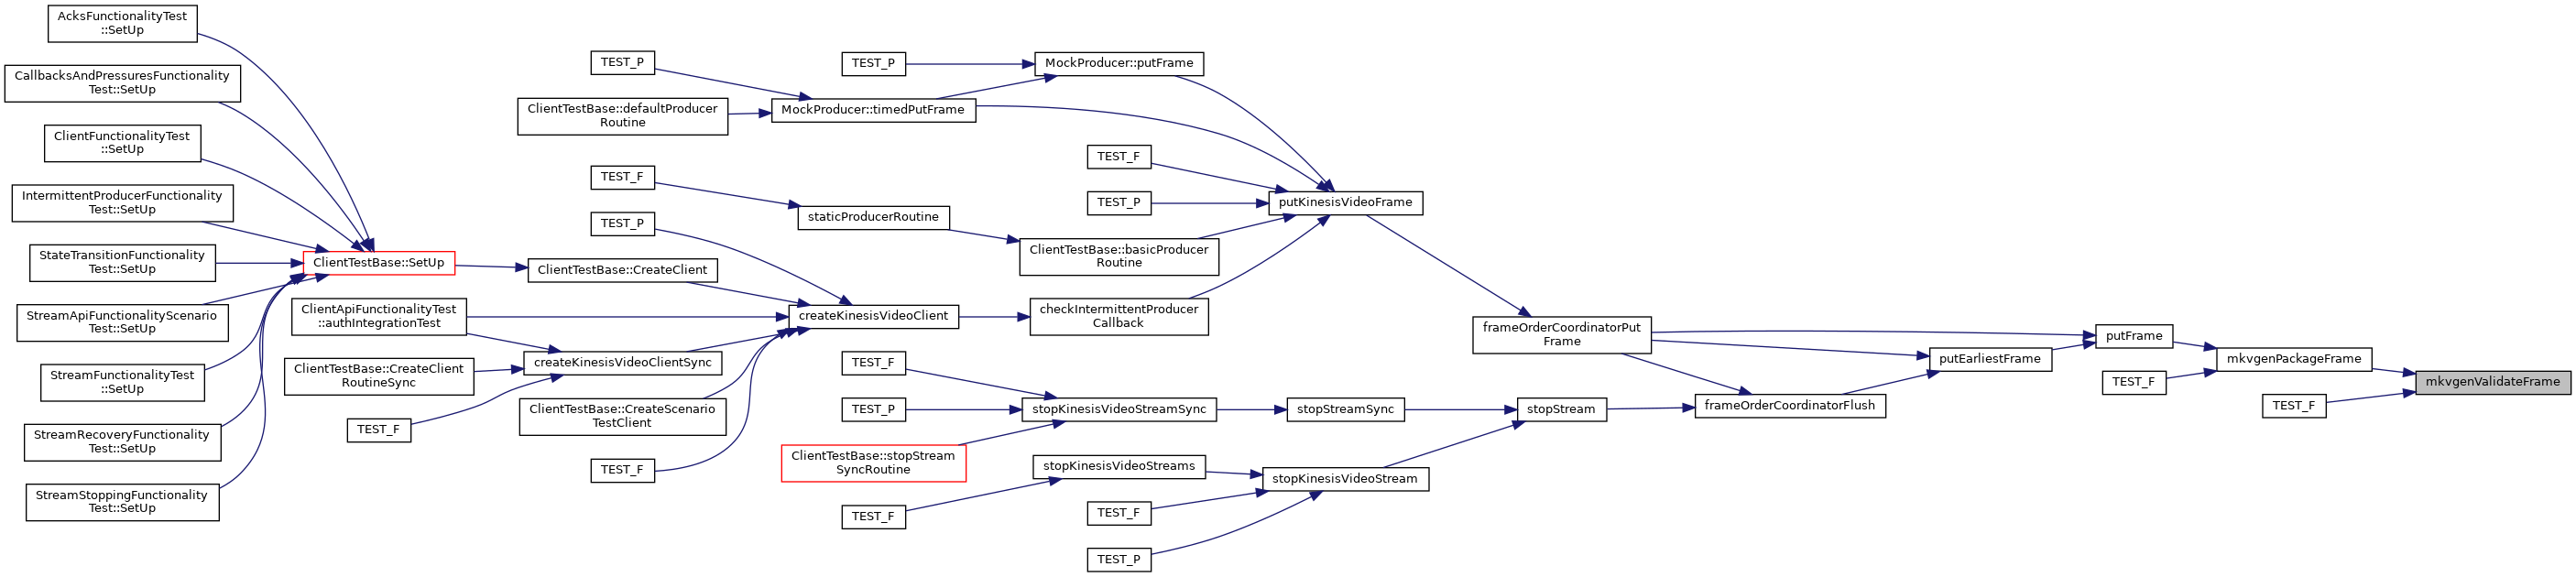 AcksFunctionalityTest
::SetUp
CallbacksAndPressuresFunctionality
Test::SetUp
ClientFunctionalityTest
::SetUp
IntermittentProducerFunctionality
Test::SetUp
StateTransitionFunctionality
Test::SetUp
StreamApiFunctionalityScenario
Test::SetUp
StreamFunctionalityTest
::SetUp
StreamRecoveryFunctionality
Test::SetUp
StreamStoppingFunctionality
Test::SetUp
ClientTestBase::SetUp
ClientApiFunctionalityTest
::authIntegrationTest
ClientTestBase::CreateClient
RoutineSync
TEST_F
TEST_P
ClientTestBase::defaultProducer
Routine
TEST_F
TEST_P
ClientTestBase::CreateClient
createKinesisVideoClientSync
ClientTestBase::CreateScenario
TestClient
TEST_F
TEST_P
MockProducer::timedPutFrame
staticProducerRoutine
createKinesisVideoClient
TEST_F
TEST_P
ClientTestBase::stopStream
SyncRoutine
TEST_F
MockProducer::putFrame
TEST_F
TEST_P
ClientTestBase::basicProducer
Routine
checkIntermittentProducer
Callback
stopKinesisVideoStreamSync
stopKinesisVideoStreams
TEST_F
TEST_P
putKinesisVideoFrame
stopStreamSync
stopKinesisVideoStream
frameOrderCoordinatorPut
Frame
stopStream
frameOrderCoordinatorFlush
putEarliestFrame
putFrame
TEST_F
mkvgenPackageFrame
TEST_F
mkvgenValidateFrame